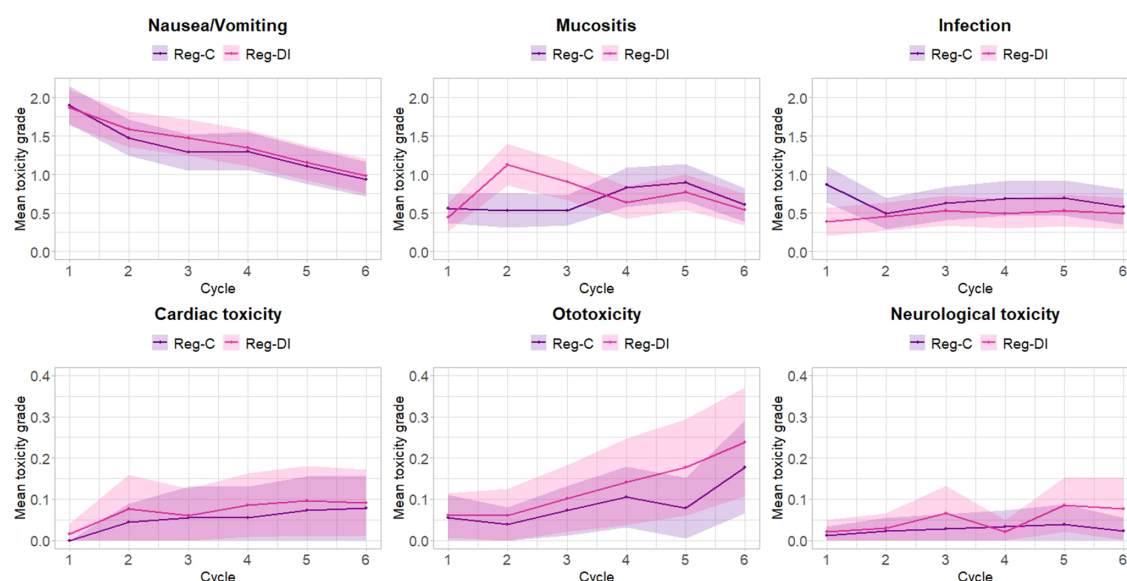 Nausea/Vomiting
Reg-C Reg-DI
Mean toxicity grade
2.0
1.5
1.0
0.5
0.0
1 2 3 4 5 6
Cycle
Mucositis
Reg-C Reg-DI
Mean toxicity grade
2.0
1.5
1.0
0.5
0.0
1 2 3 4 5 6
Cycle
Infection
Reg-C Reg-DI
Mean toxicity grade
2.0
1.5
1.0
0.5
0.0
1 2 3 4 5 6
Cycle
Cardiac toxicity
Reg-C Reg-DI
Mean toxicity grade
0.4
0.3
0.2
0.1
0.0
1 2 3 4 5 6
Cycle
Ototoxicity
Reg-C Reg-DI
Mean toxicity grade
0.4
0.3
0.2
0.1
0.0
1 2 3 4 5 6
Cycle
Neurological toxicity
Reg-C Reg-DI
Mean toxicity grade
0.4
0.3
0.2
0.1
0.0
1 2 3 4 5 6
Cycle